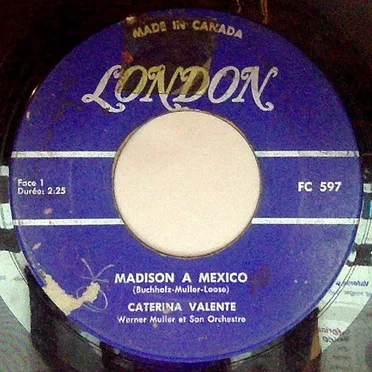 MADE IN CANADA
LONDON
Face 1
Durée: 2:25
FC 597
MADISON A MEXICO
(Buchholz-Muller-Loose)
CATERINA VALENTE
Werner Muller et San Orchestre